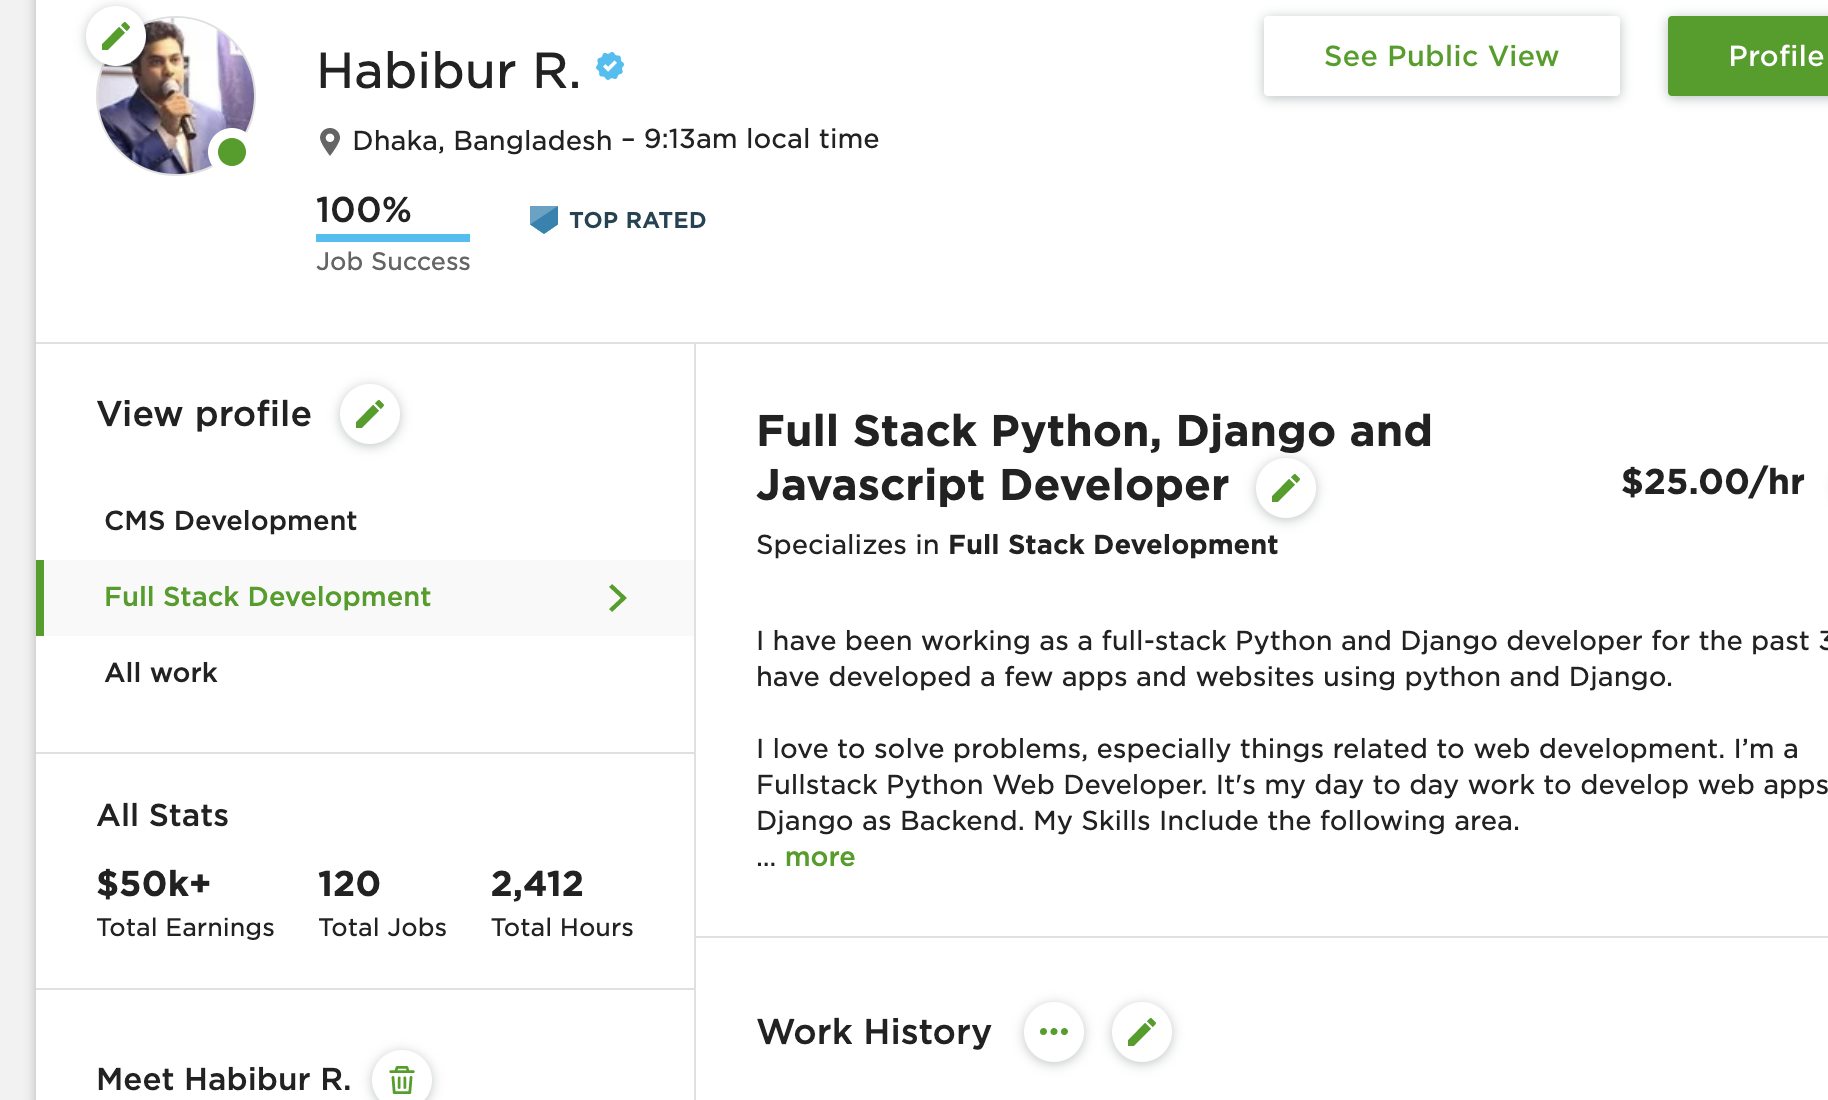 Habibur R.
Dhaka, Bangladesh – 9:13am local time
100%
Job Success
TOP RATED
See Public View
Profile
View profile
CMS Development
Full Stack Development
All work
All Stats
$50k+
Total Earnings
120
Total Jobs
2,412
Total Hours
Meet Habibur R.
Full Stack Python, Django and
Javascript Developer
$25.00/hr
Specializes in Full Stack Development
I have been working as a full-stack Python and Django developer for the past 3
have developed a few apps and websites using python and Django.
I love to solve problems, especially things related to web development. I’m a
Fullstack Python Web Developer. It's my day to day work to develop web apps
Django as Backend. My Skills Include the following area.
... more
Work History